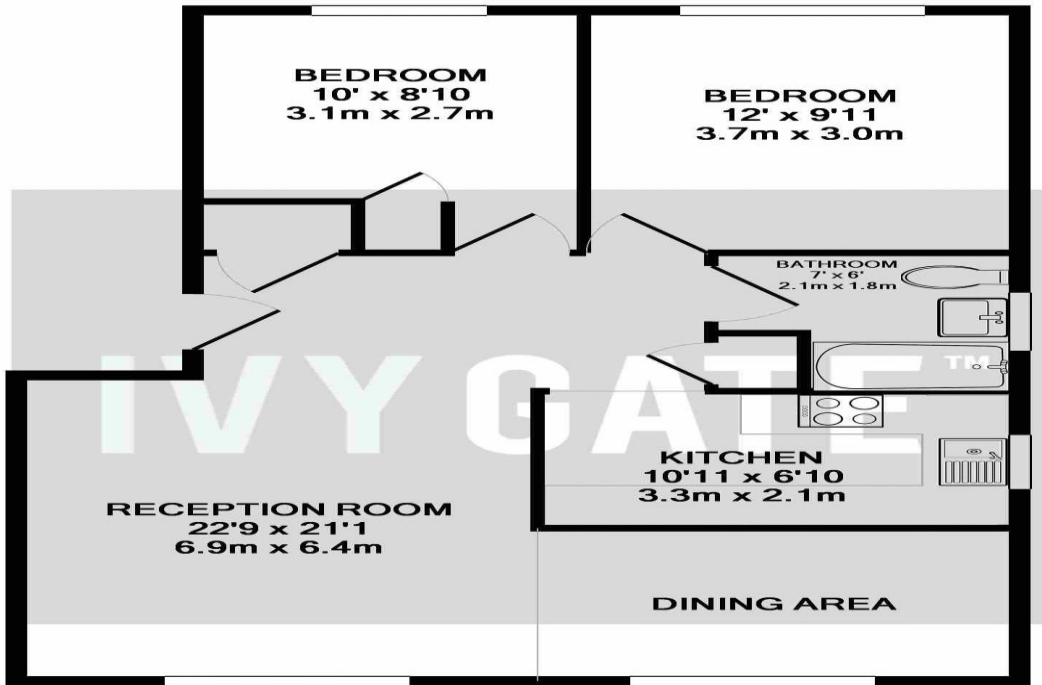 BEDROOM
10' x 8'10
3.1m x 2.7m
BEDROOM
12' x 9'11
3.7m x 3.0m
BATHROOM
7' x 6'
2.1m x 1.8m
IVY GATE™
KITCHEN
10'11 x 6'10
3.3m x 2.1m
RECEPTION ROOM
22'9 x 21'1
6.9m x 6.4m
DINING AREA